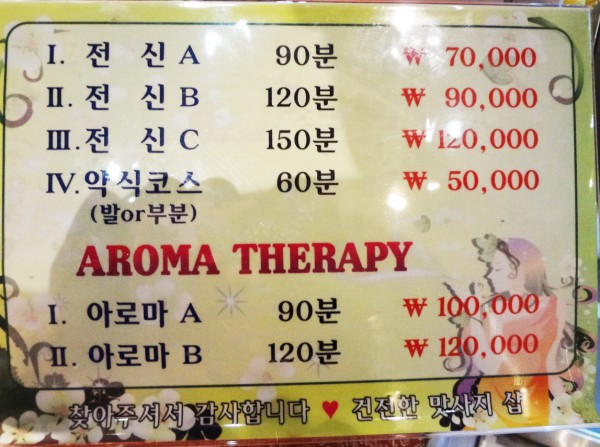 I. 전 신 A 90분 ₩ 70,000
II. 전 신 B 120분 ₩ 90,000
III. 전 신 C 150분 ₩ 120,000
IV. 약식코스 60분 ₩ 50,000
(발or부분)
AROMA THERAPY
I. 아로마 A 90분 ₩ 100,000
II. 아로마 B 120분 ₩ 120,000
찾아주셔서 감사합니다 ♥ 건전한 맛사지 샵